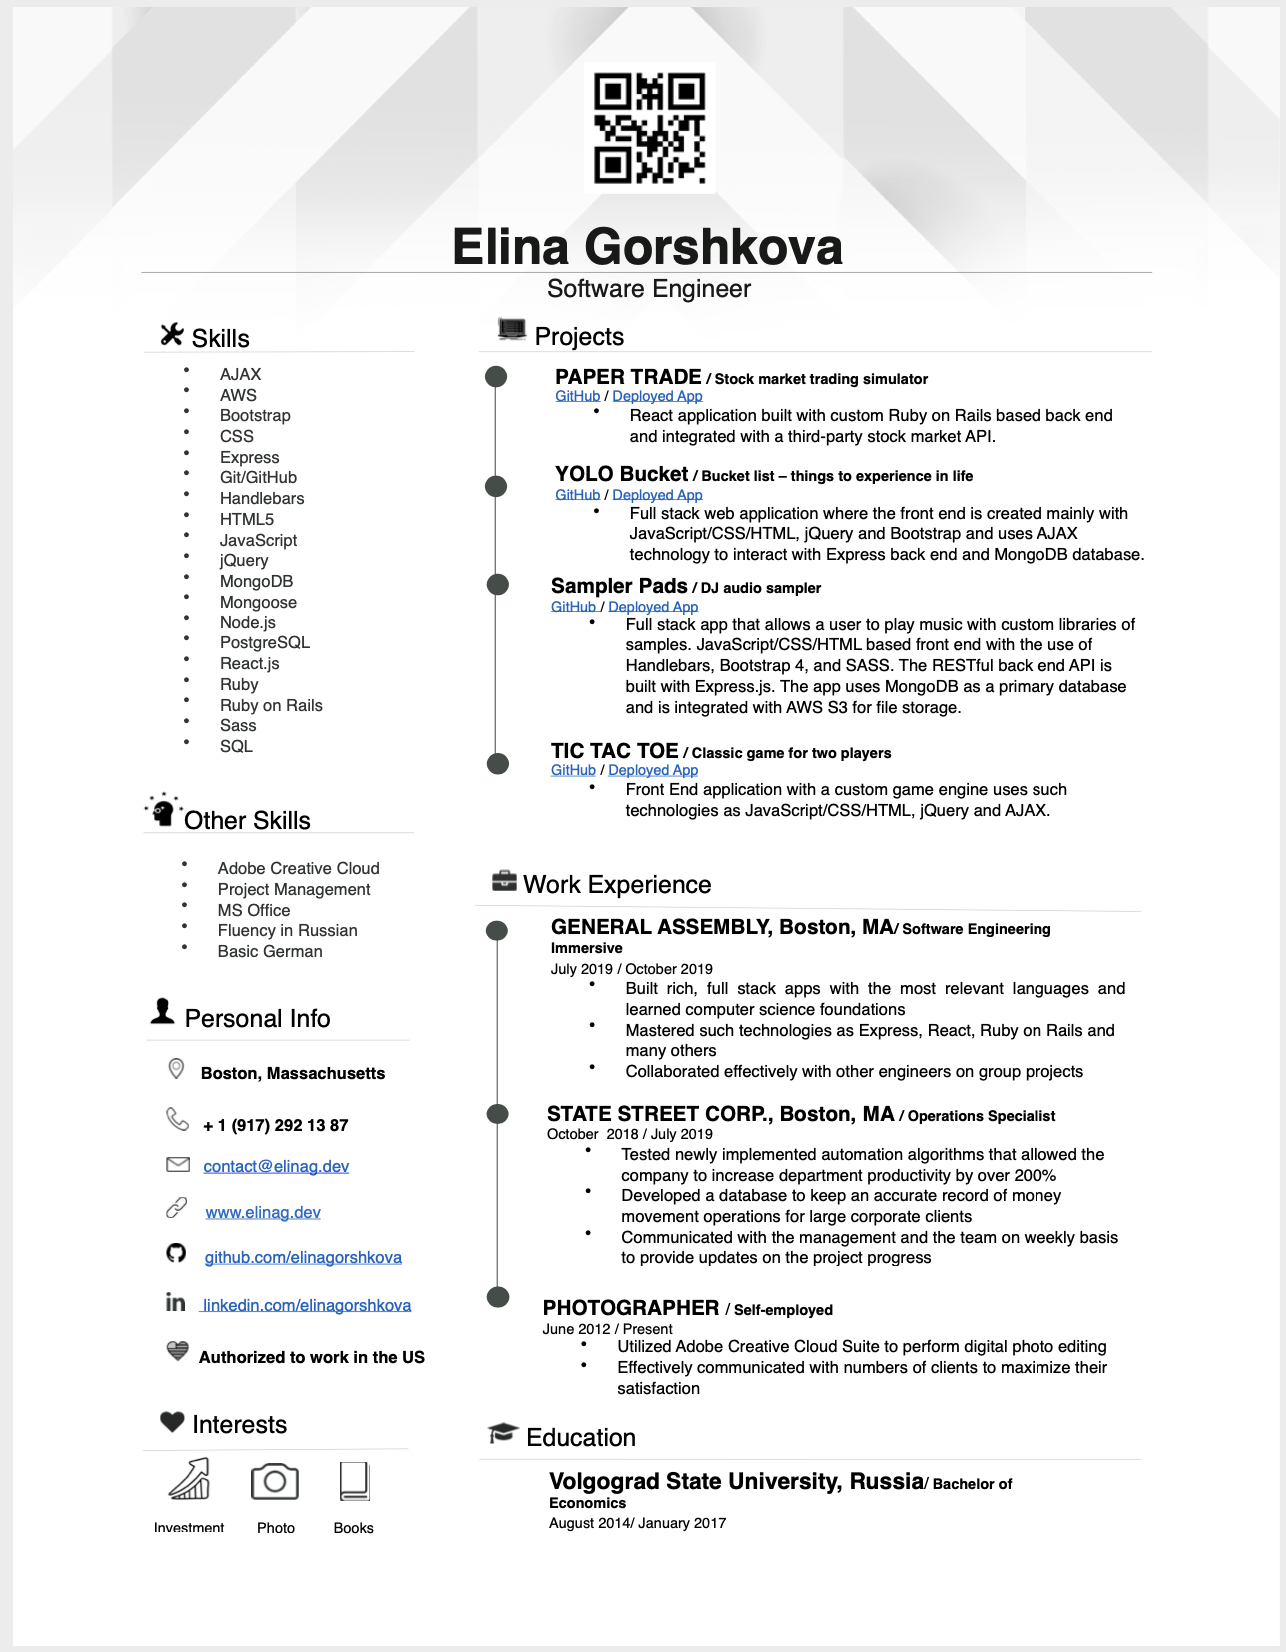 Elina Gorshkova
Software Engineer
Skills
• AJAX
• AWS
• Bootstrap
• CSS
• Express
• Git/GitHub
• Handlebars
• HTML5
• JavaScript
• jQuery
• MongoDB
• Mongoose
• Node.js
• PostgreSQL
• React.js
• Ruby
• Ruby on Rails
• Sass
• SQL
Other Skills
• Adobe Creative Cloud
• Project Management
• MS Office
• Fluency in Russian
• Basic German
Personal Info
Boston, Massachusetts
+ 1 (917) 292 13 87
contact@elinag.dev
www.elinag.dev
github.com/elinagorshkova
in linkedin.com/elinagorshkova
Authorized to work in the US
Interests
Investment Photo Books
Projects
PAPER TRADE / Stock market trading simulator
GitHub / Deployed App
• React application built with custom Ruby on Rails based back end
and integrated with a third-party stock market API.
YOLO Bucket / Bucket list – things to experience in life
GitHub / Deployed App
• Full stack web application where the front end is created mainly with
JavaScript/CSS/HTML, jQuery and Bootstrap and uses AJAX
technology to interact with Express back end and MongoDB database.
Sampler Pads / DJ audio sampler
GitHub / Deployed App
• Full stack app that allows a user to play music with custom libraries of
samples. JavaScript/CSS/HTML based front end with the use of
Handlebars, Bootstrap 4, and SASS. The RESTful back end API is
built with Express.js. The app uses MongoDB as a primary database
and is integrated with AWS S3 for file storage.
TIC TAC TOE / Classic game for two players
GitHub / Deployed App
• Front End application with a custom game engine uses such
technologies as JavaScript/CSS/HTML, jQuery and AJAX.
Work Experience
GENERAL ASSEMBLY, Boston, MA/ Software Engineering
Immersive
July 2019 / October 2019
• Built rich, full stack apps with the most relevant languages and
learned computer science foundations
• Mastered such technologies as Express, React, Ruby on Rails and
many others
• Collaborated effectively with other engineers on group projects
STATE STREET CORP., Boston, MA / Operations Specialist
October 2018 / July 2019
• Tested newly implemented automation algorithms that allowed the
company to increase department productivity by over 200%
• Developed a database to keep an accurate record of money
movement operations for large corporate clients
• Communicated with the management and the team on weekly basis
to provide updates on the project progress
PHOTOGRAPHER / Self-employed
June 2012 / Present
• Utilized Adobe Creative Cloud Suite to perform digital photo editing
• Effectively communicated with numbers of clients to maximize their
satisfaction
Education
Volgograd State University, Russia/ Bachelor of
Economics
August 2014/ January 2017